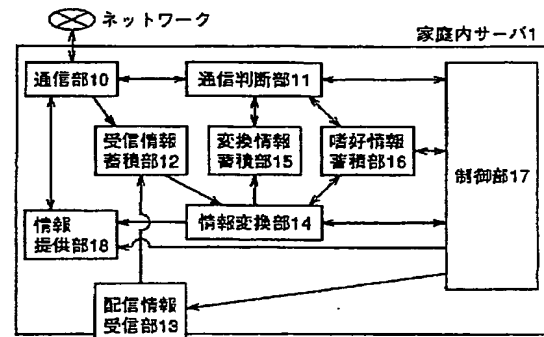 ネットワーク
家庭内サーバ1
通信部10
通信判断部11
受信情報
蓄積部12
変換情報
蓄積部15
嗜好情報
蓄積部16
制御部17
情報
提供部18
情報変換部14
配信情報
受信部13